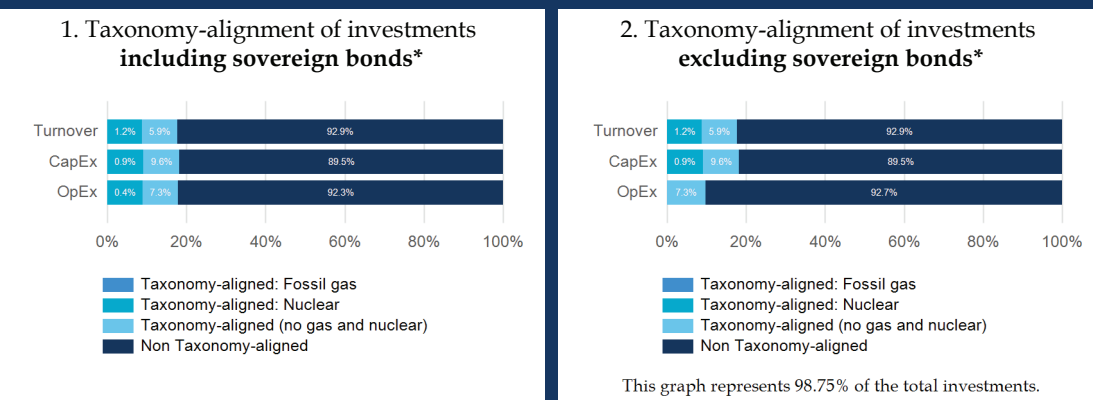 1. Taxonomy-alignment of investments
including sovereign bonds*
Turnover 1.2% 5.9% 92.9%
CapEx 0.9% 9.6% 89.5%
OpEx 0.4% 7.3% 92.3%
0% 20% 40% 60% 80% 100%
Taxonomy-aligned: Fossil gas
Taxonomy-aligned: Nuclear
Taxonomy-aligned (no gas and nuclear)
Non Taxonomy-aligned
2. Taxonomy-alignment of investments
excluding sovereign bonds*
Turnover 1.2% 5.9% 92.9%
CapEx 0.9% 9.6% 89.5%
OpEx 7.3% 92.7%
0% 20% 40% 60% 80% 100%
Taxonomy-aligned: Fossil gas
Taxonomy-aligned: Nuclear
Taxonomy-aligned (no gas and nuclear)
Non Taxonomy-aligned
This graph represents 98.75% of the total investments.